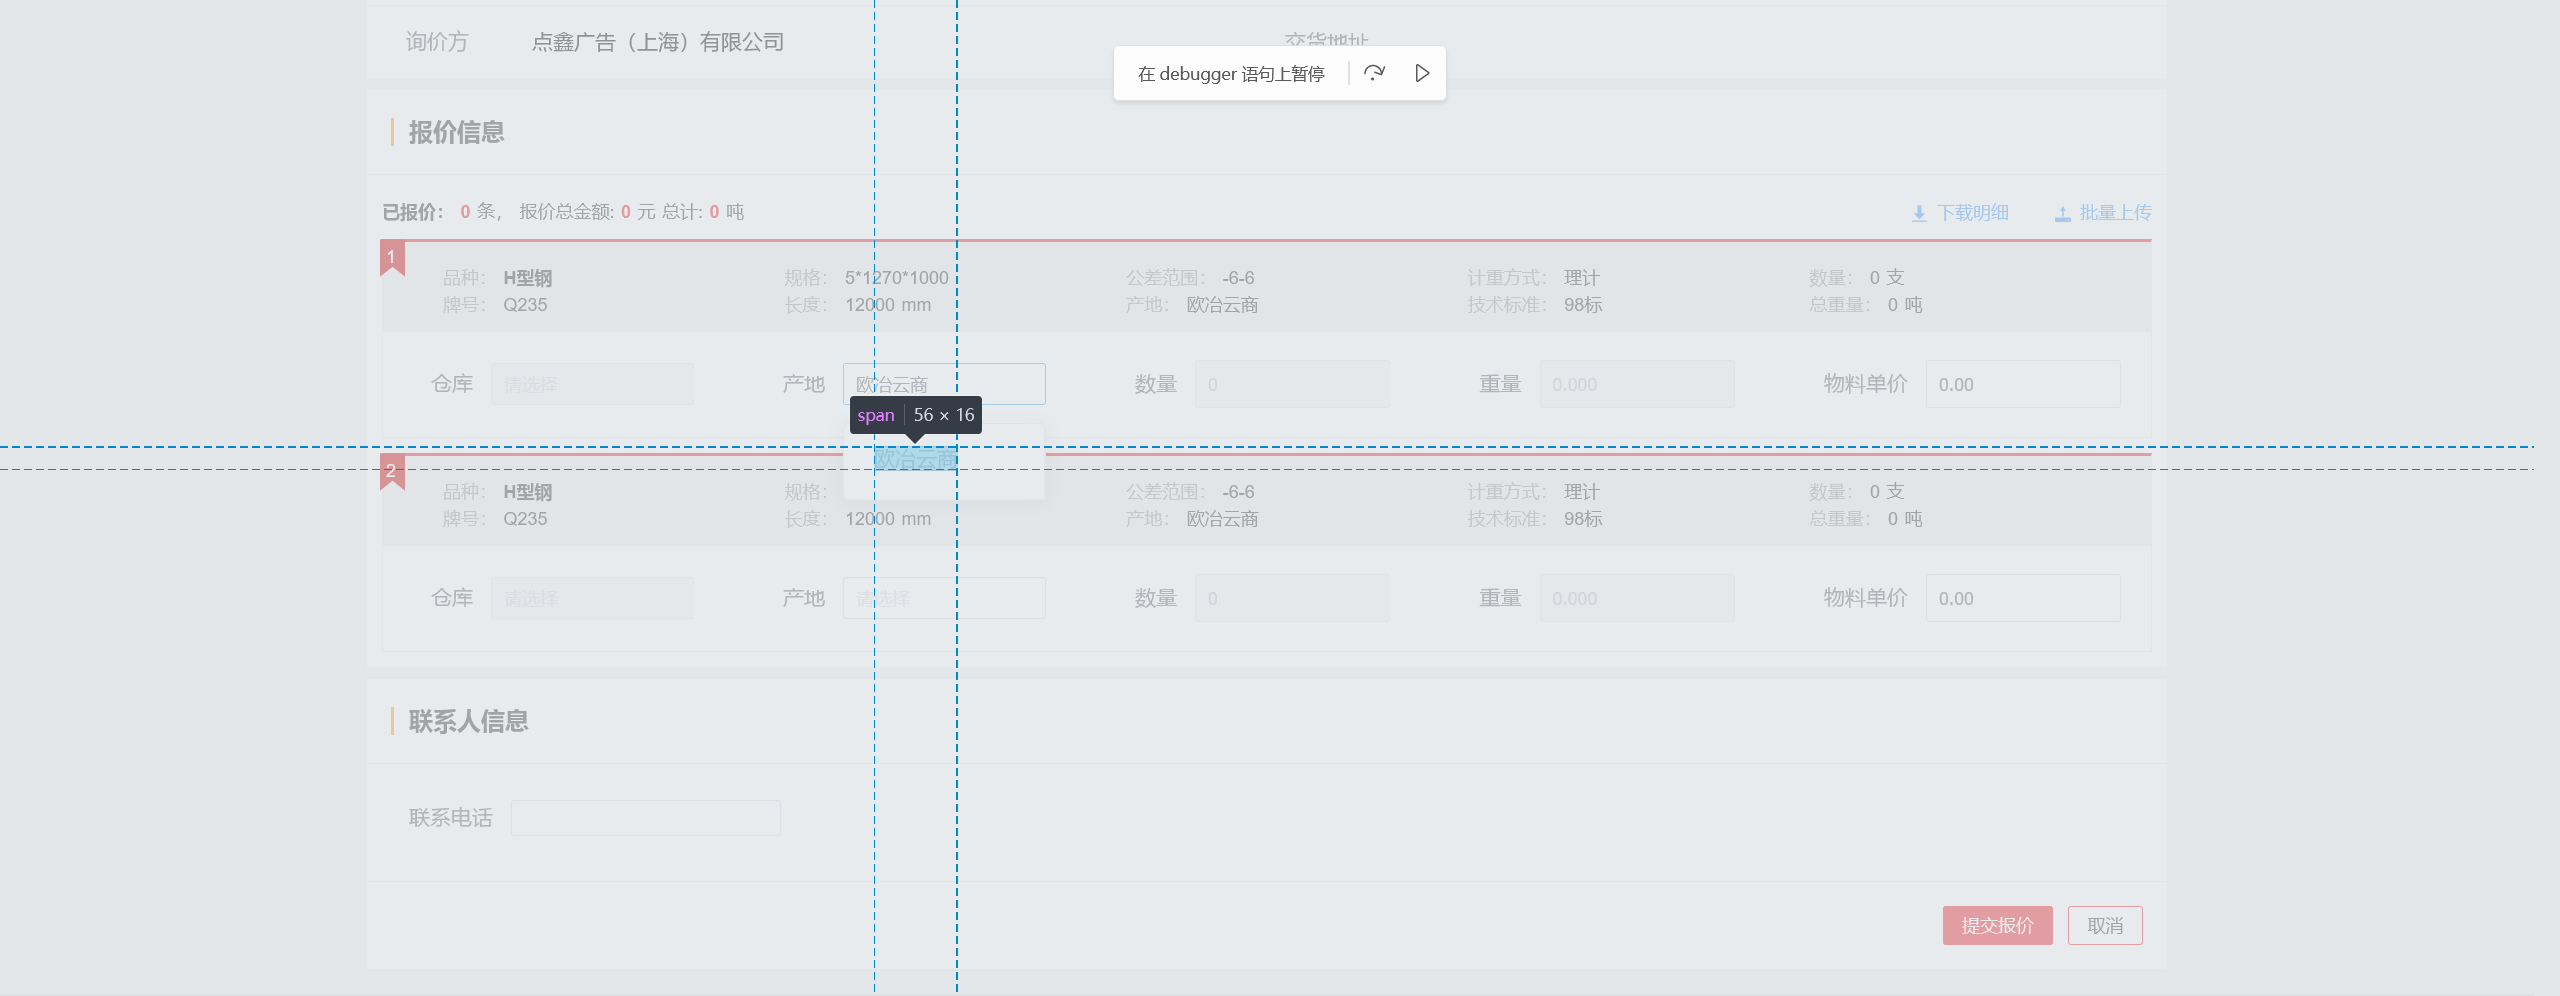 询价方 点鑫广告（上海）有限公司 交货地址
在 debugger 语句上暂停
报价信息
已报价： 0 条， 报价总金额: 0 元 总计: 0 吨 下载明细 批量上传
1
品种： H型钢 规格： 5*1270*1000 公差范围： -6-6 计重方式： 理计 数量： 0 支
牌号： Q235 长度： 12000 mm 产地： 欧冶云商 技术标准： 98标 总重量： 0 吨
仓库 请选择 产地 欧冶云商 数量 0 重量 0.000 物料单价 0.00
span 56 × 16
欧冶云商
2
品种： H型钢 规格： 公差范围： -6-6 计重方式： 理计 数量： 0 支
牌号： Q235 长度： 12000 mm 产地： 欧冶云商 技术标准： 98标 总重量： 0 吨
仓库 请选择 产地 请选择 数量 0 重量 0.000 物料单价 0.00
联系人信息
联系电话
提交报价 取消